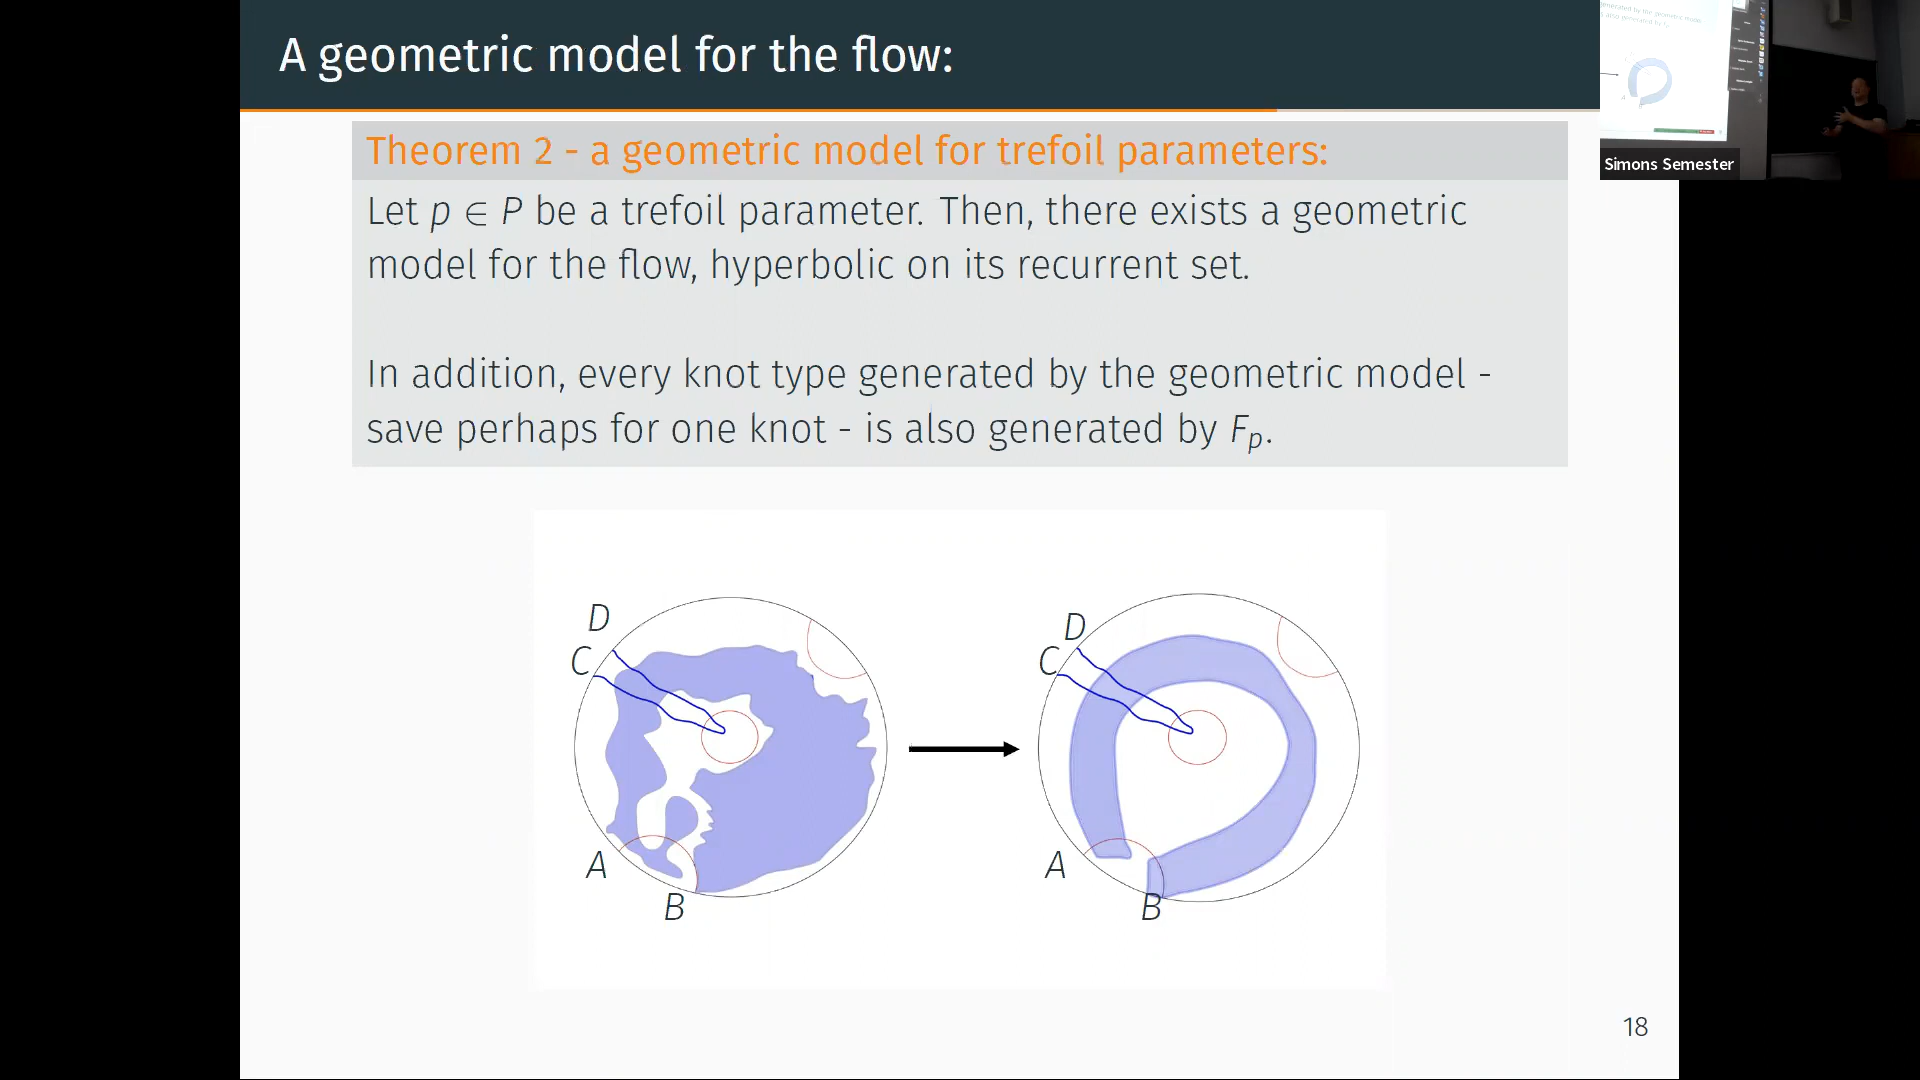 A geometric model for the flow:
Theorem 2 - a geometric model for trefoil parameters:
Let p ∈ P be a trefoil parameter. Then, there exists a geometric
model for the flow, hyperbolic on its recurrent set.
In addition, every knot type generated by the geometric model -
save perhaps for one knot - is also generated by Fₚ.
D
C
A
B
D
C
A
B
18
Simons Semester